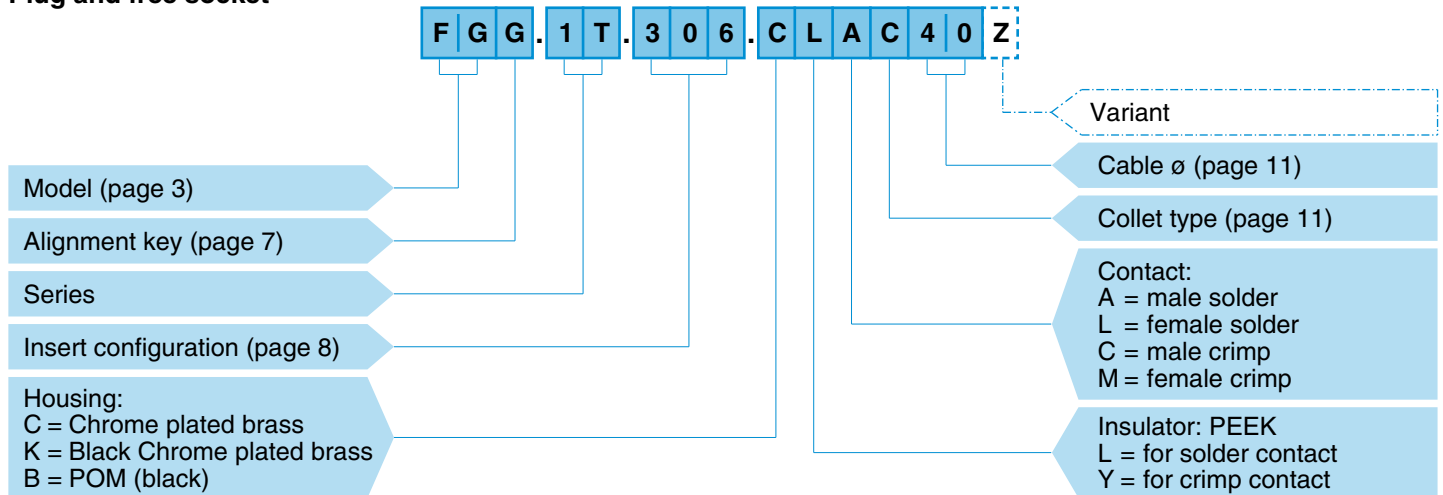 Plug and free socket
F G G . 1 T . 3 0 6 . C L A C 4 0 Z
Variant
Cable ø (page 11)
Model (page 3)
Collet type (page 11)
Alignment key (page 7)
Contact:
A = male solder
L = female solder
C = male crimp
M = female crimp
Series
Insert configuration (page 8)
Housing:
C = Chrome plated brass
K = Black Chrome plated brass
B = POM (black)
Insulator: PEEK
L = for solder contact
Y = for crimp contact